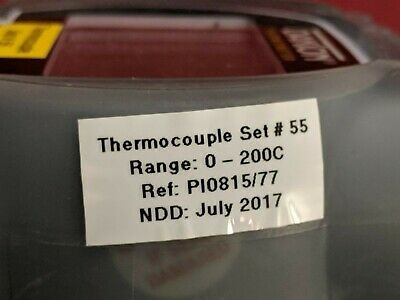 Thermocouple Set # 55
Range: 0 – 200C
Ref: PI0815/77
NDD: July 2017